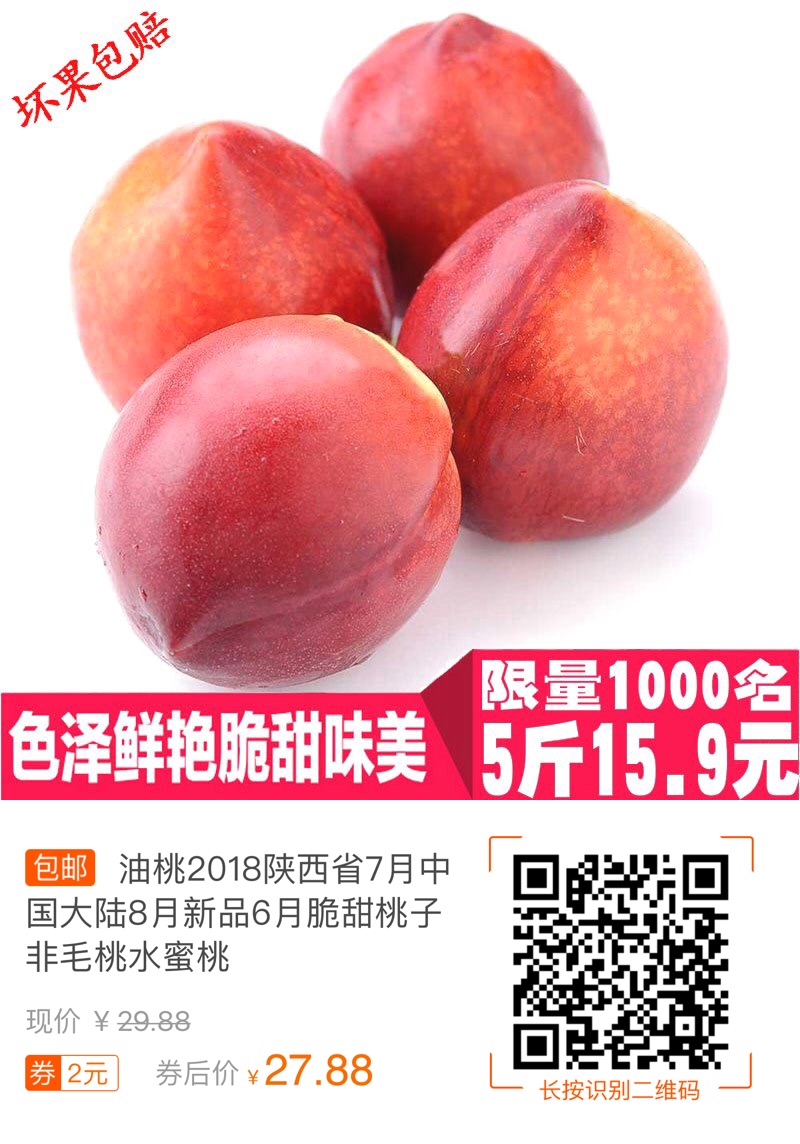 坏果包赔
色泽鲜艳脆甜味美
限量1000名
5斤15.9元
包邮 油桃2018陕西省7月中
国大陆8月新品6月脆甜桃子
非毛桃水蜜桃
现价 ¥ 29.88
券 2元 券后价 ¥ 27.88
长按识别二维码